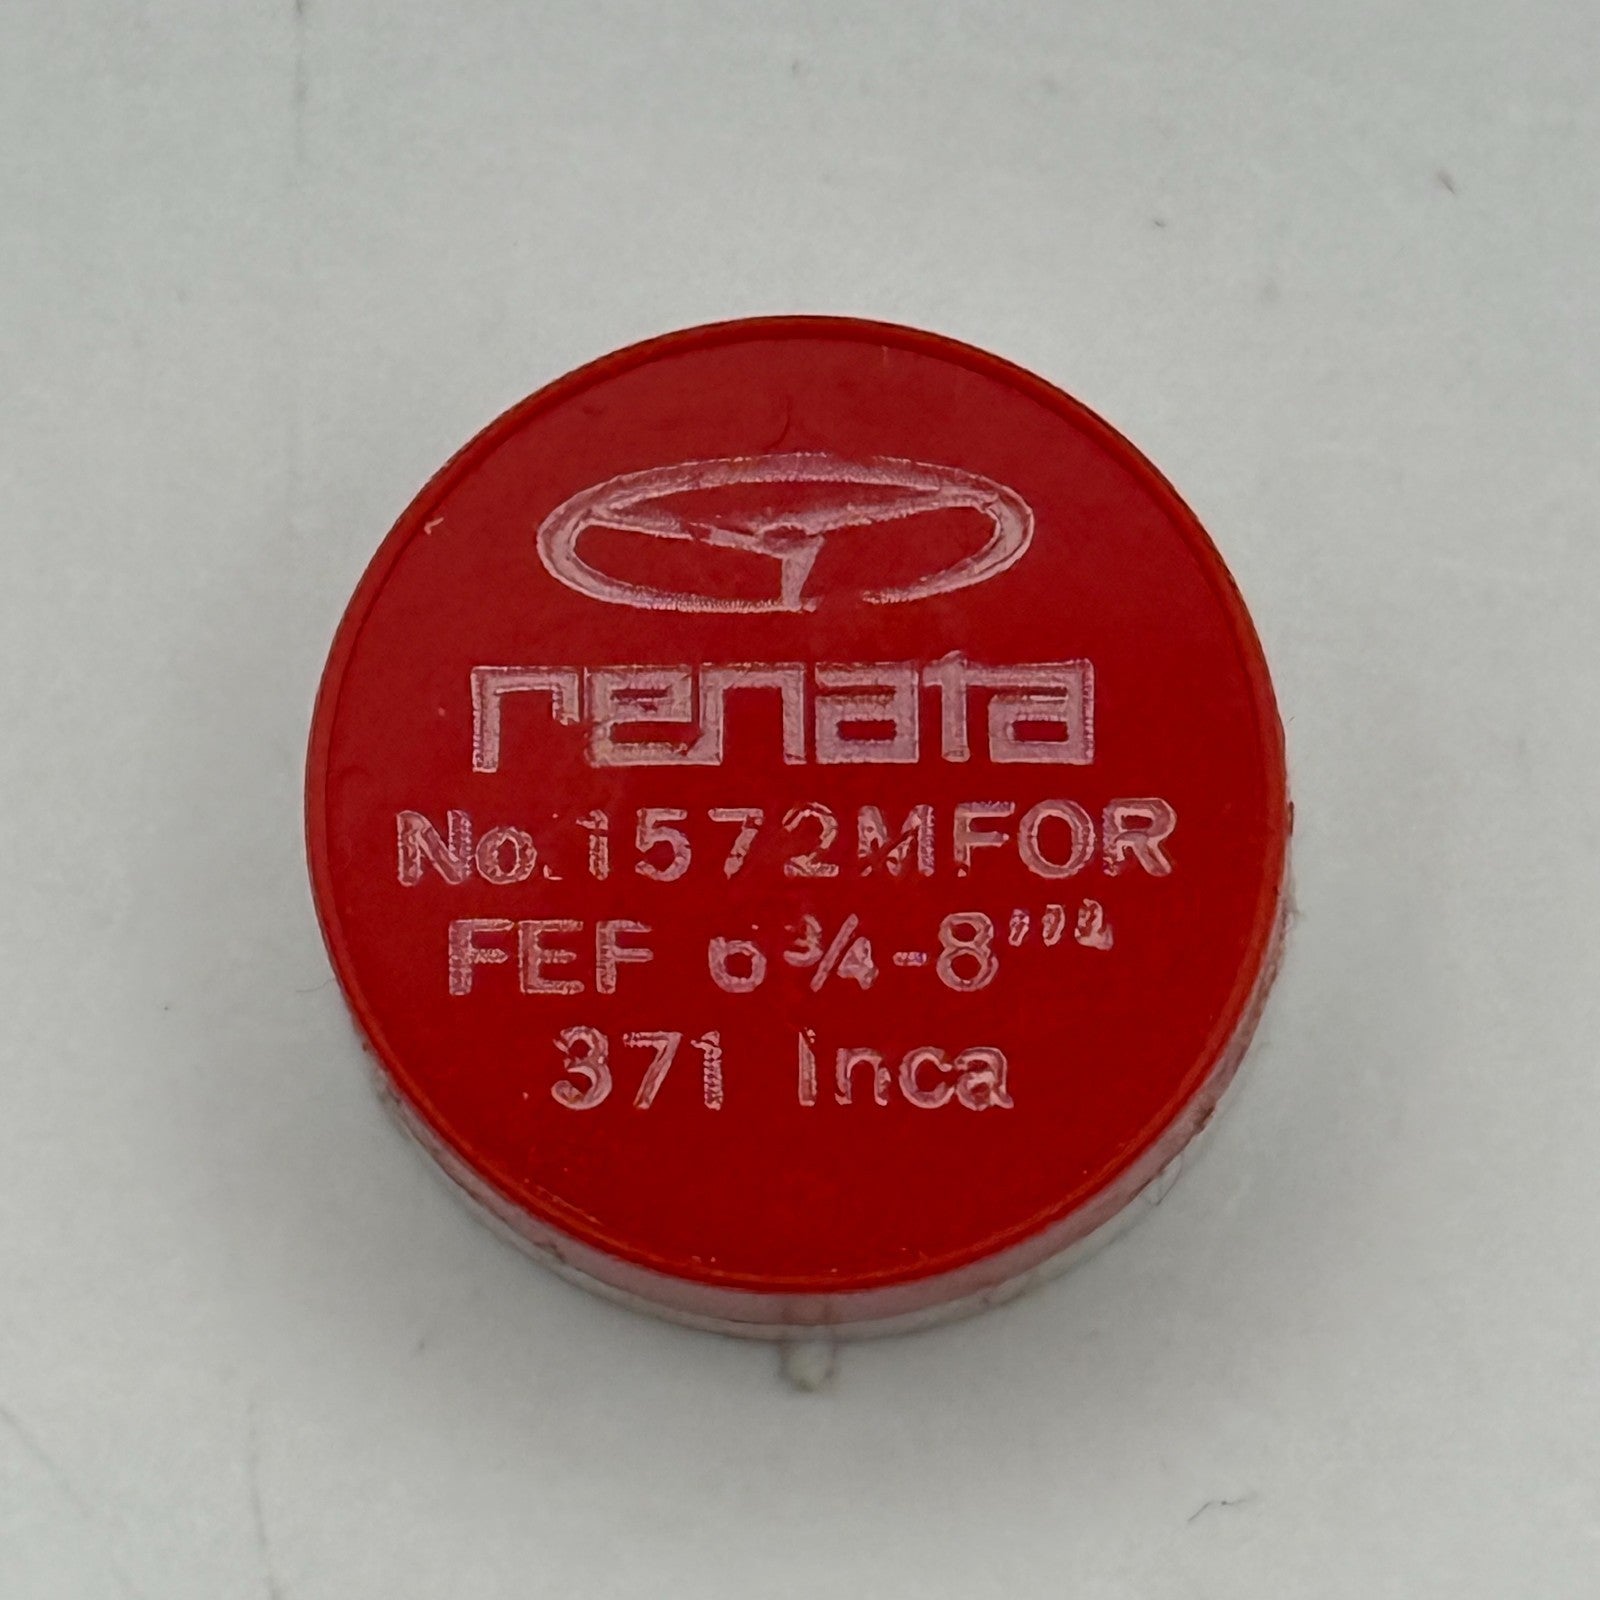 renata
No.1572MFOR
FEF 6¾-8'''
371 Inca